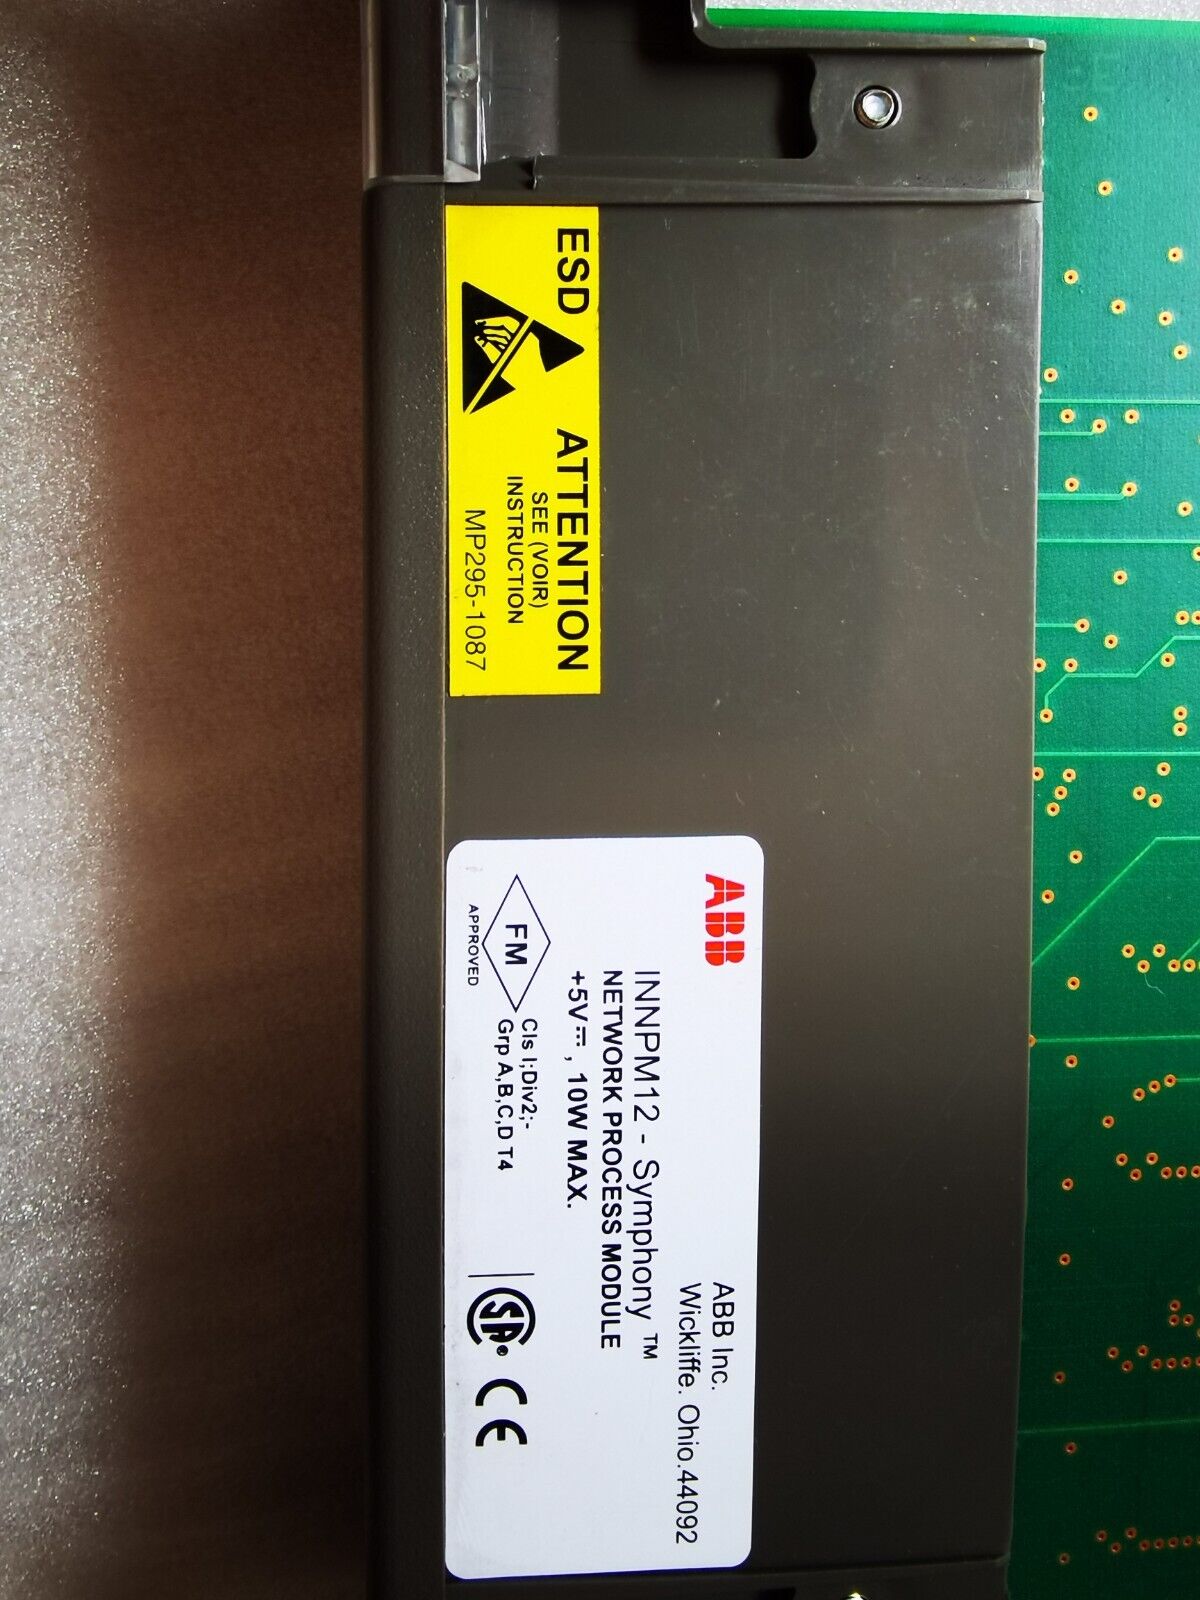 ESD
ATTENTION
SEE (VOIR)
INSTRUCTION
MP295-1087
ABB
ABB Inc.
Wickliffe. Ohio.44092
INNPM12 - Symphony ™
NETWORK PROCESS MODULE
+5V⎓, 10W MAX.
FM
APPROVED
Cls I;Div2;-
Grp A,B,C,D T4
SA®
CE